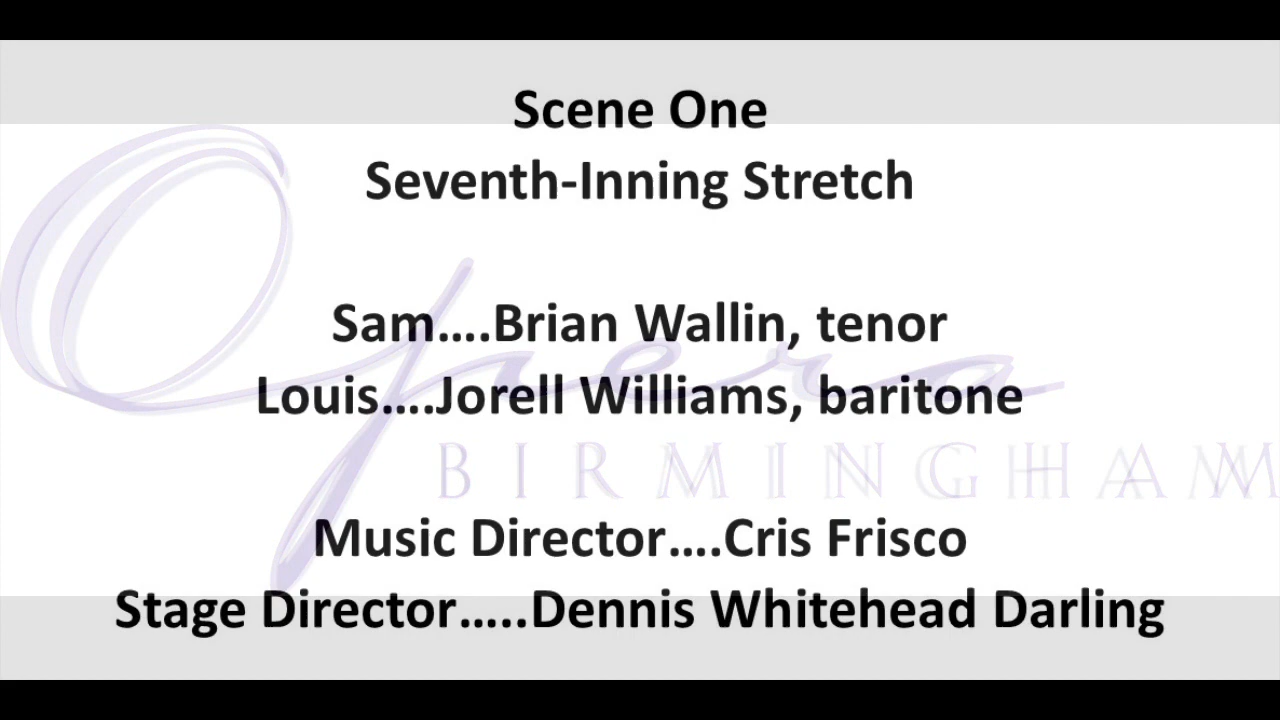 Scene One
Seventh-Inning Stretch
Sam….Brian Wallin, tenor
Louis….Jorell Williams, baritone
Opera
BIRMINGHAM
Music Director….Cris Frisco
Stage Director…..Dennis Whitehead Darling